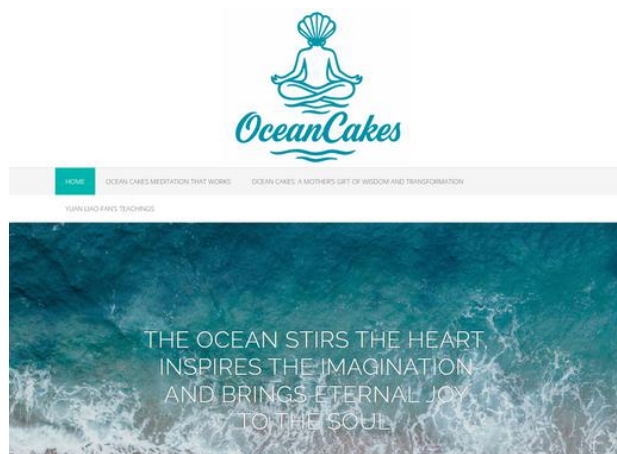 OceanCakes
HOME OCEAN CAKES MEDITATION THAT WORKS OCEAN CAKES: A MOTHER'S GIFT OF WISDOM AND TRANSFORMATION
YUAN LIAO-FAN'S TEACHINGS
THE OCEAN STIRS THE HEART,
INSPIRES THE IMAGINATION
AND BRINGS ETERNAL JOY
TO THE SOUL.